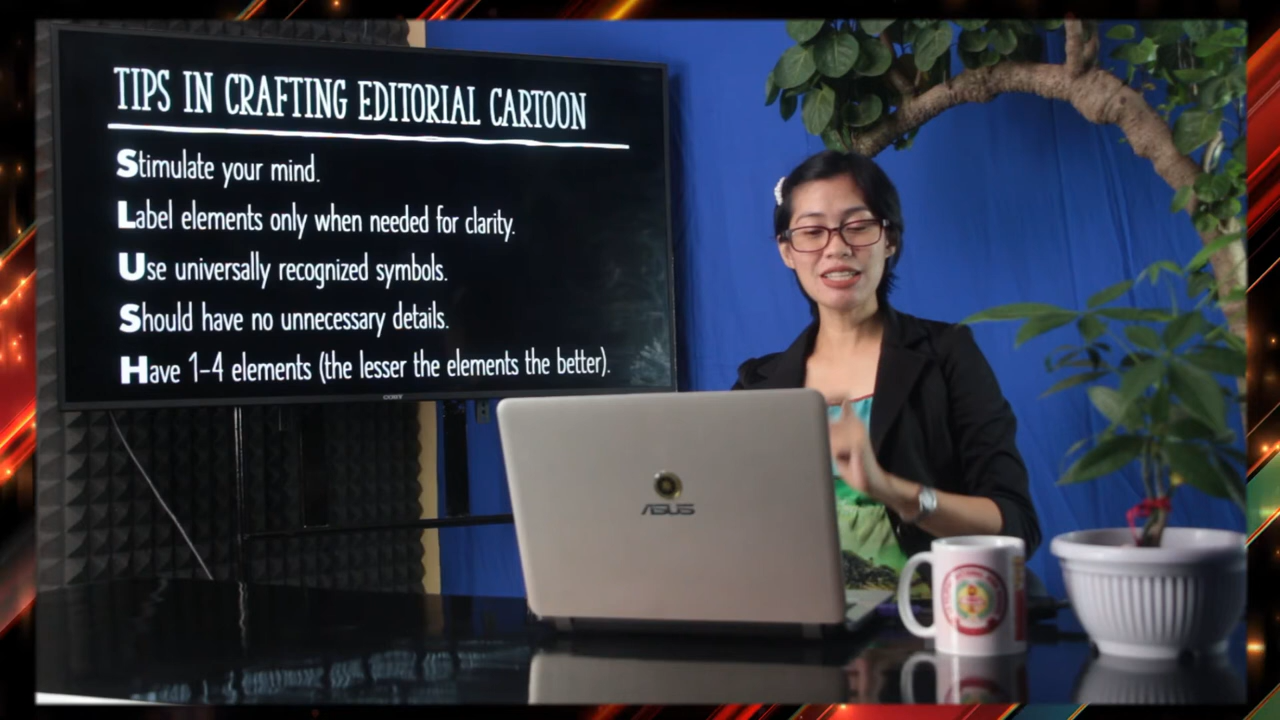 TIPS IN CRAFTING EDITORIAL CARTOON
Stimulate your mind.
Label elements only when needed for clarity.
Use universally recognized symbols.
Should have no unnecessary details.
Have 1-4 elements (the lesser the elements the better).
ASUS